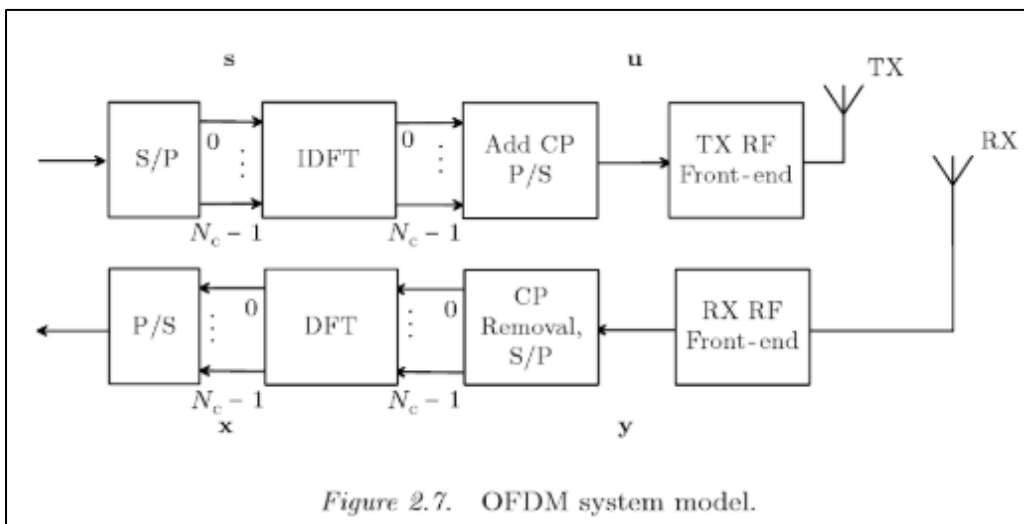 s
u
TX
RX
S/P
0
⋮
IDFT
0
⋮
Add CP
P/S
TX RF
Front-end
N_c − 1
N_c − 1
P/S
0
⋮
DFT
0
⋮
CP
Removal,
S/P
RX RF
Front-end
N_c − 1
N_c − 1
x
y
Figure 2.7. OFDM system model.